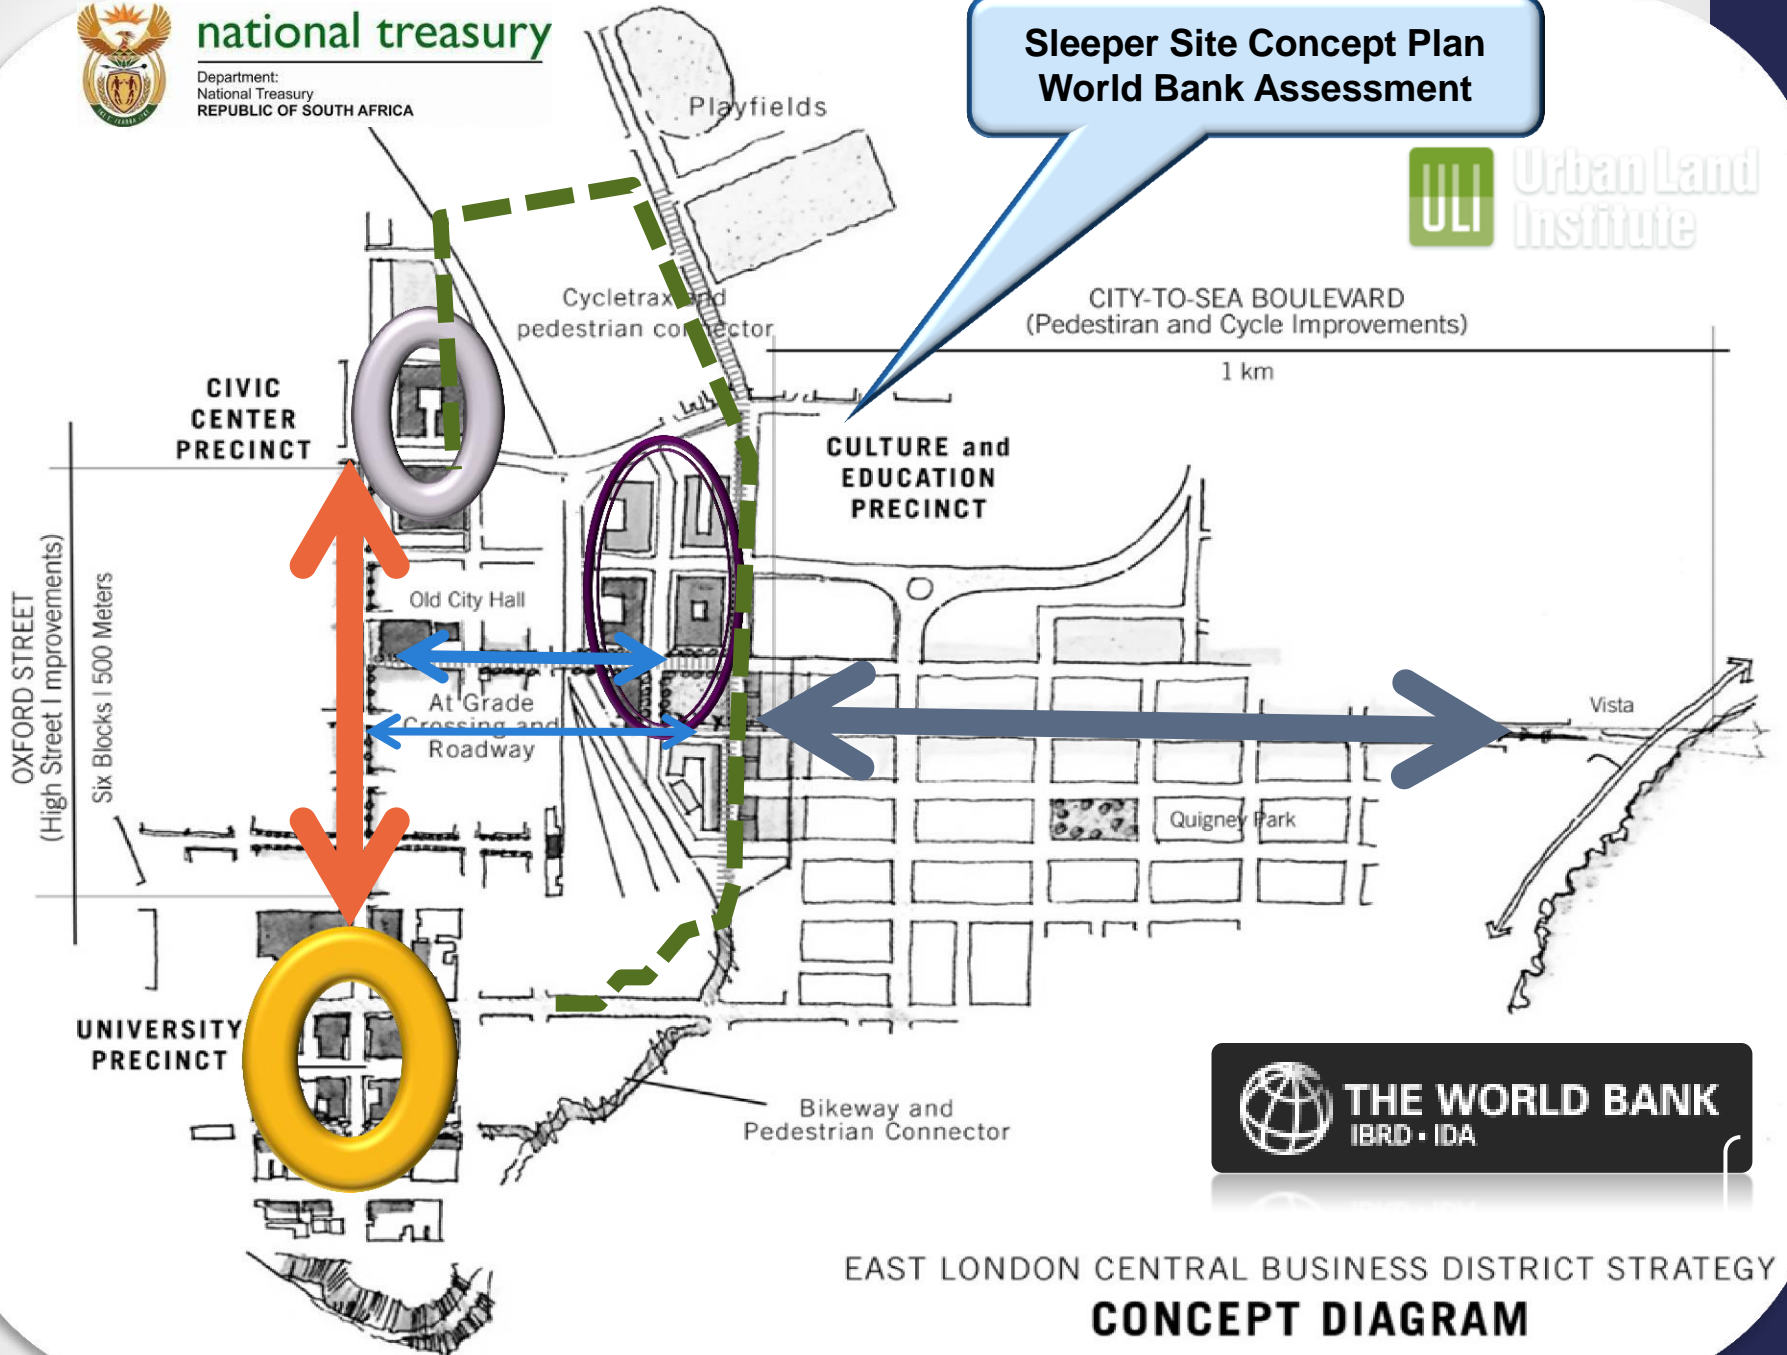 national treasury
Department:
National Treasury
REPUBLIC OF SOUTH AFRICA
Sleeper Site Concept Plan
World Bank Assessment
Playfields
ULI
Urban Land
Institute
Cycletrax and
pedestrian connector
CITY-TO-SEA BOULEVARD
(Pedestiran and Cycle Improvements)
1 km
CIVIC
CENTER
PRECINCT
CULTURE and
EDUCATION
PRECINCT
OXFORD STREET
(High Street I Improvements)
Six Blocks I 500 Meters
Old City Hall
At Grade
Crossing and
Roadway
Vista
Quigney Park
UNIVERSITY
PRECINCT
Bikeway and
Pedestrian Connector
THE WORLD BANK
IBRD • IDA
EAST LONDON CENTRAL BUSINESS DISTRICT STRATEGY
CONCEPT DIAGRAM